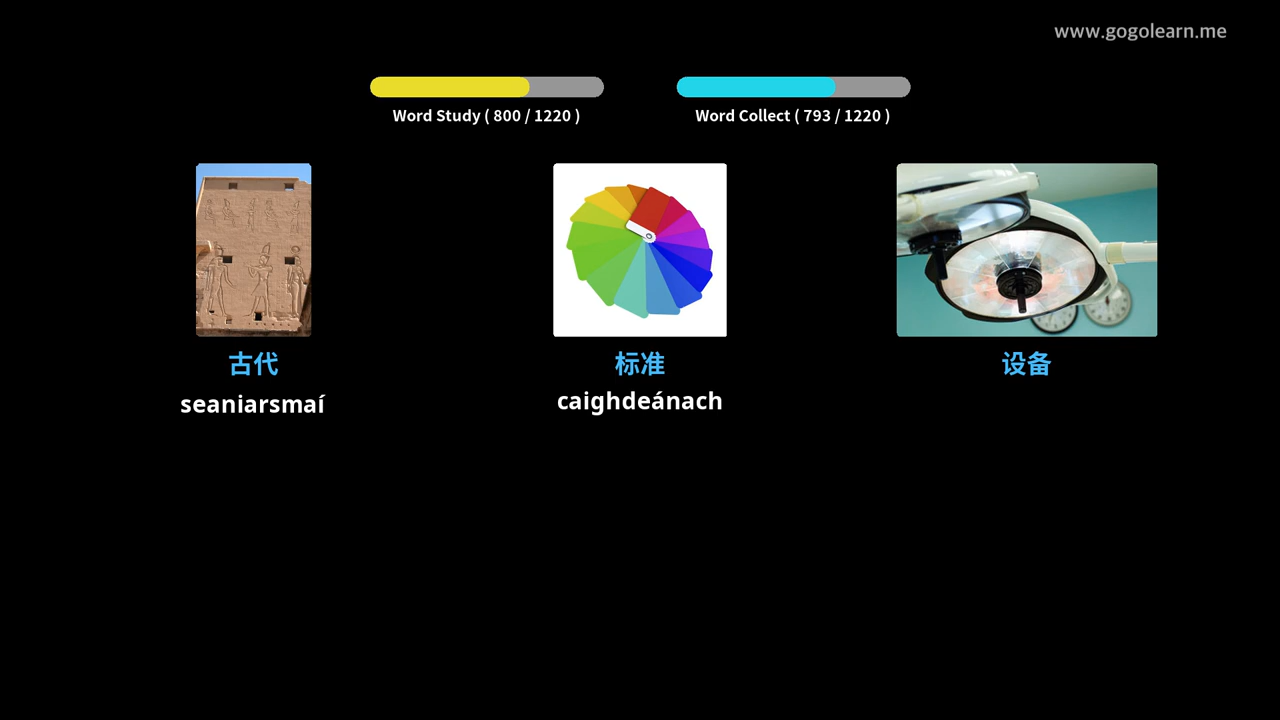 www.gogolearn.me
Word Study ( 800 / 1220 )
Word Collect ( 793 / 1220 )
古代
标准
设备
seaniarsmaí
caighdeánach